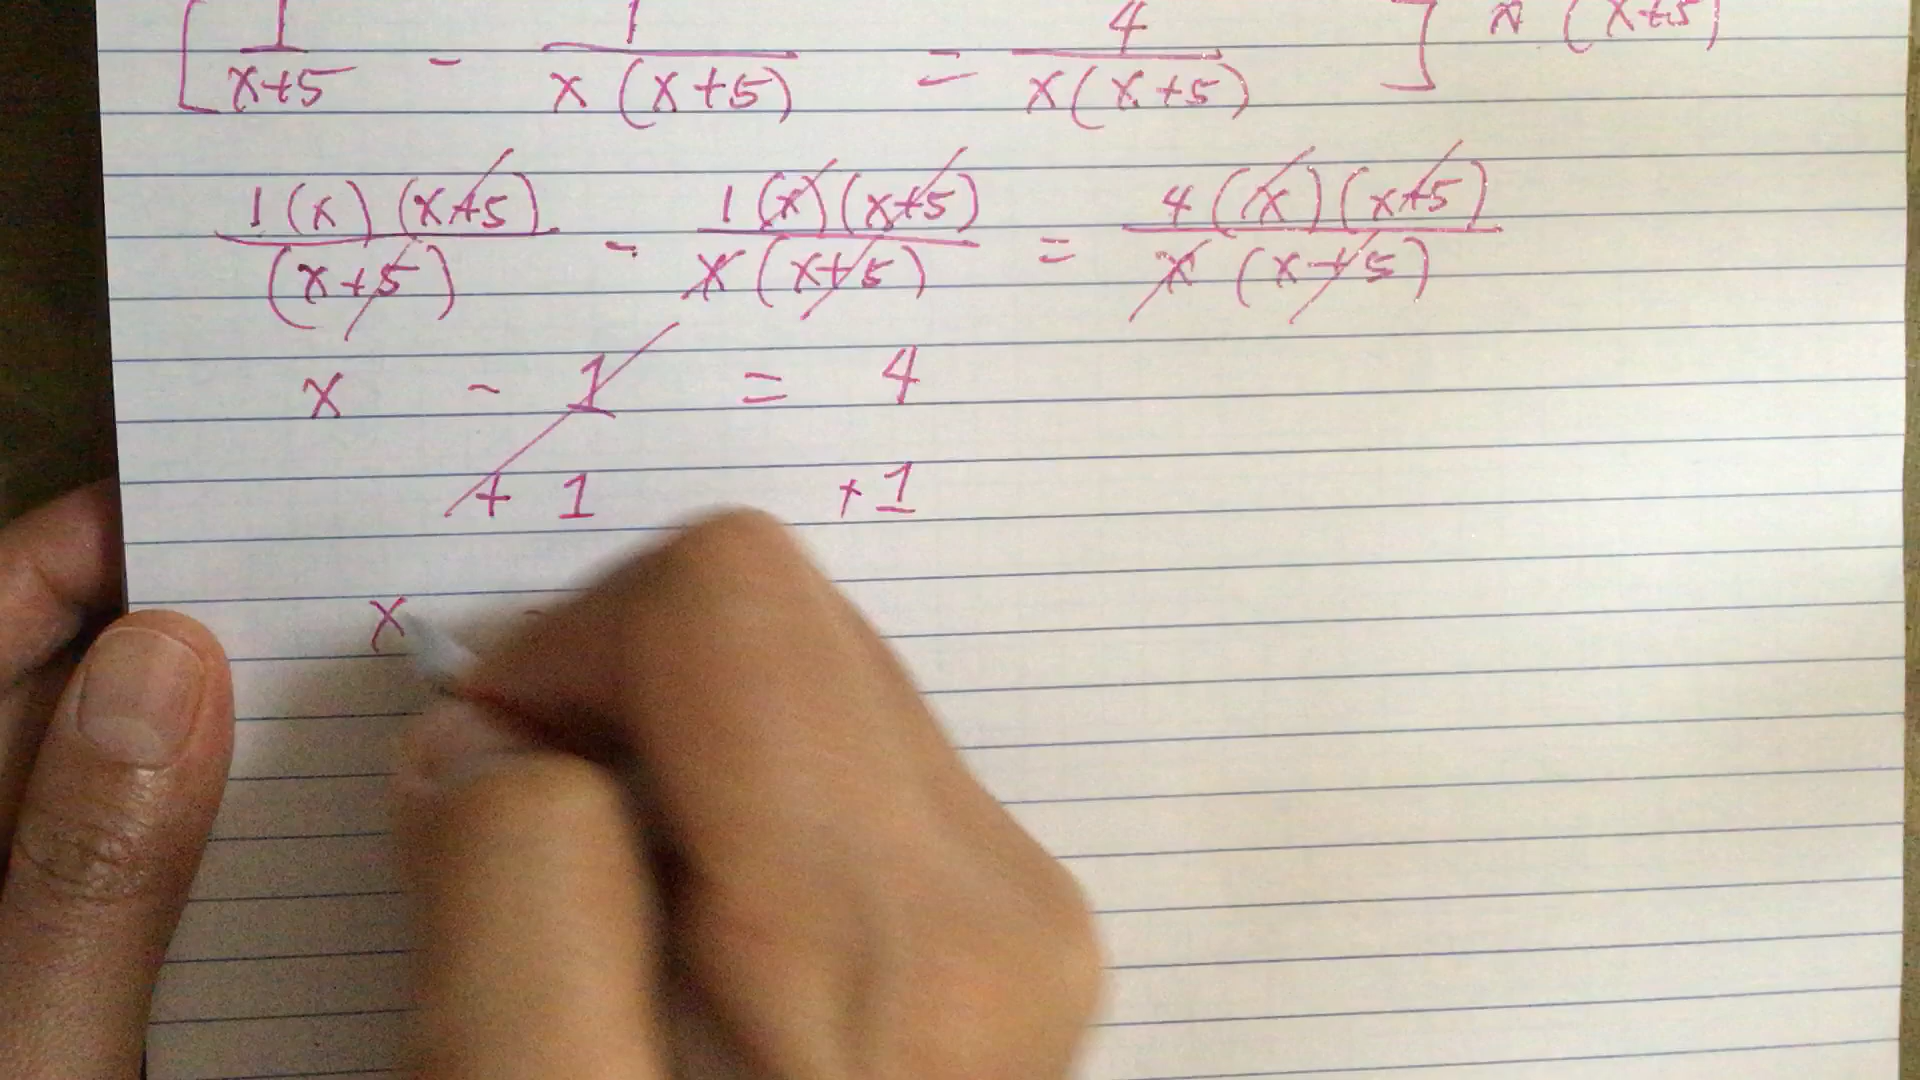 [ 1/x+5 - 1/x(x+5) = 4/x(x+5) ] x (x+5)
1(x)(x+5)/(x+5) - 1(x)(x+5)/x(x+5) = 4(x)(x+5)/x(x+5)
x - 1 = 4
+ 1 + 1
x